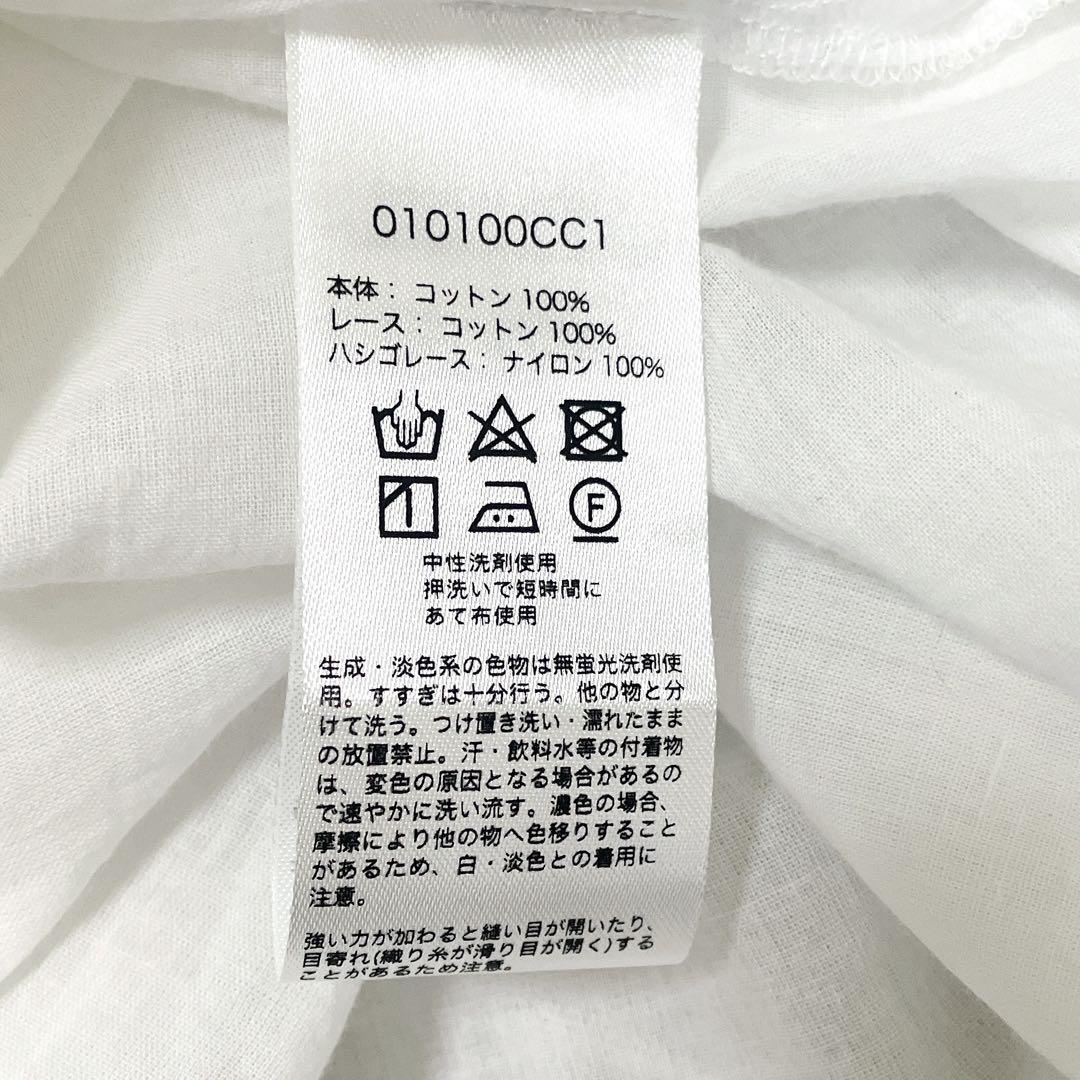 010100CC1
本体： コットン 100%
レース： コットン 100%
ハシゴレース： ナイロン 100%
F
中性洗剤使用
押洗いで短時間に
あて布使用
生成・淡色系の色物は無蛍光洗剤使
用。すすぎは十分行う。他の物と分
けて洗う。つけ置き洗い・濡れたまま
の放置禁止。汗・飲料水等の付着物
は、変色の原因となる場合があるの
で速やかに洗い流す。濃色の場合、
摩擦により他の物へ色移りすること
があるため、白・淡色との着用に
注意。
強い力が加わると縫い目が開いたり、
目寄れ(織り糸が滑り目が開く)する
ことがあるため注意。